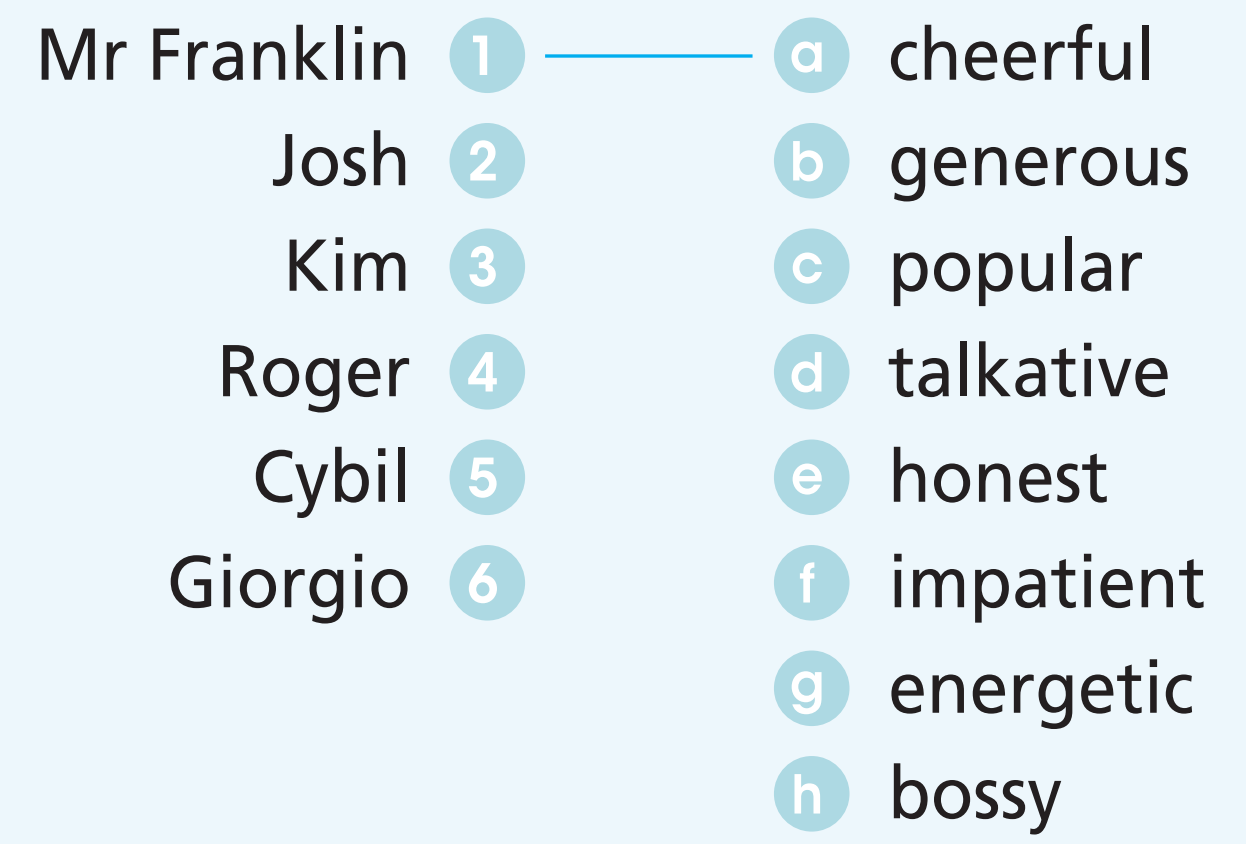 Mr Franklin 1 a cheerful
Josh 2 b generous
Kim 3 c popular
Roger 4 d talkative
Cybil 5 e honest
Giorgio 6 f impatient
g energetic
h bossy